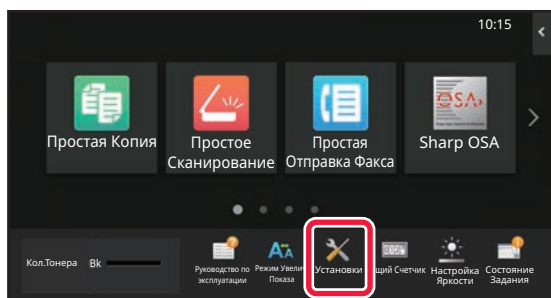 10:15
Простая Копия
Простое
Сканирование
Простая
Отправка Факса
OSA
Sharp OSA
Кол.Тонера Bk
Руководство по
эксплуатации
Режим Увели
Показа
Установки
щий Счетчик
Настройка
Яркости
Состояние
Задания